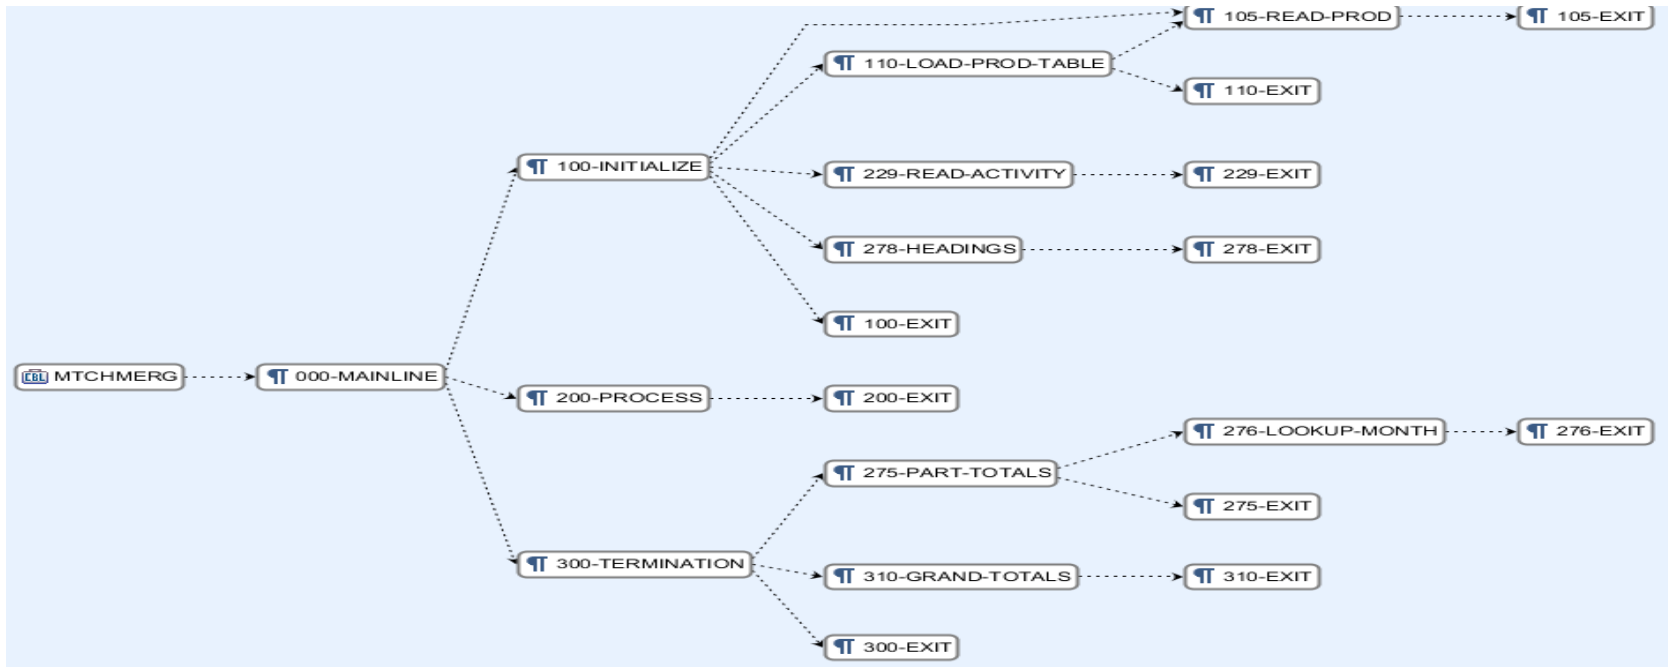 105-READ-PROD
105-EXIT
110-LOAD-PROD-TABLE
110-EXIT
100-INITIALIZE
229-READ-ACTIVITY
229-EXIT
278-HEADINGS
278-EXIT
100-EXIT
CBL MTCHMERG
000-MAINLINE
200-PROCESS
200-EXIT
276-LOOKUP-MONTH
276-EXIT
275-PART-TOTALS
275-EXIT
300-TERMINATION
310-GRAND-TOTALS
310-EXIT
300-EXIT